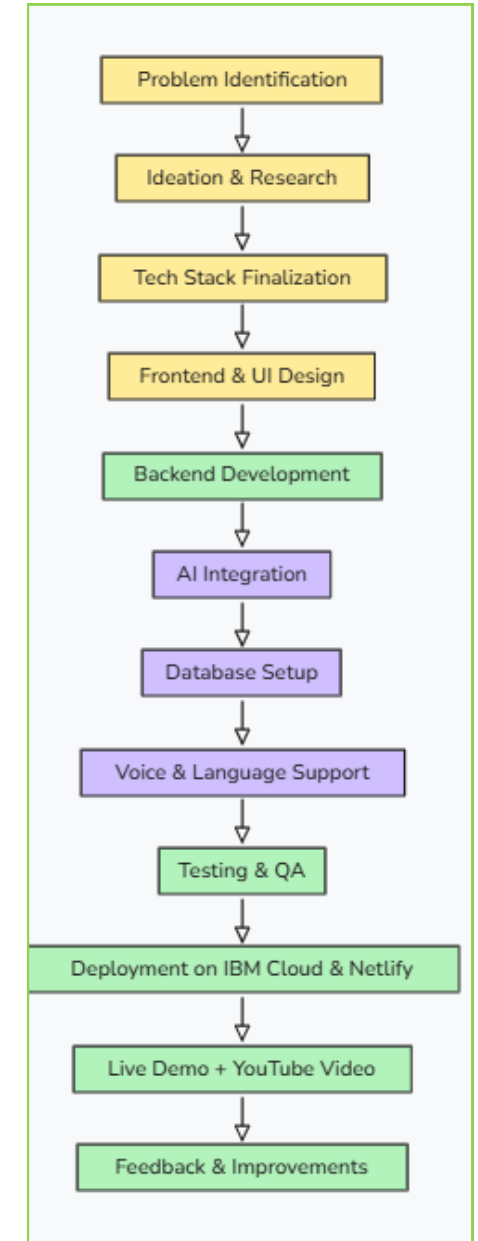 Problem Identification
Ideation & Research
Tech Stack Finalization
Frontend & UI Design
Backend Development
AI Integration
Database Setup
Voice & Language Support
Testing & QA
Deployment on IBM Cloud & Netlify
Live Demo + YouTube Video
Feedback & Improvements